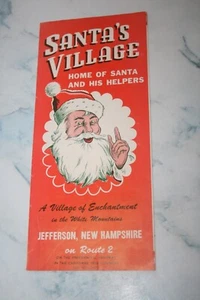 SANTA'S
VILLAGE
HOME OF SANTA
AND HIS HELPERS
A Village of Enchantment
in the White Mountains
JEFFERSON, NEW HAMPSHIRE
on Route 2